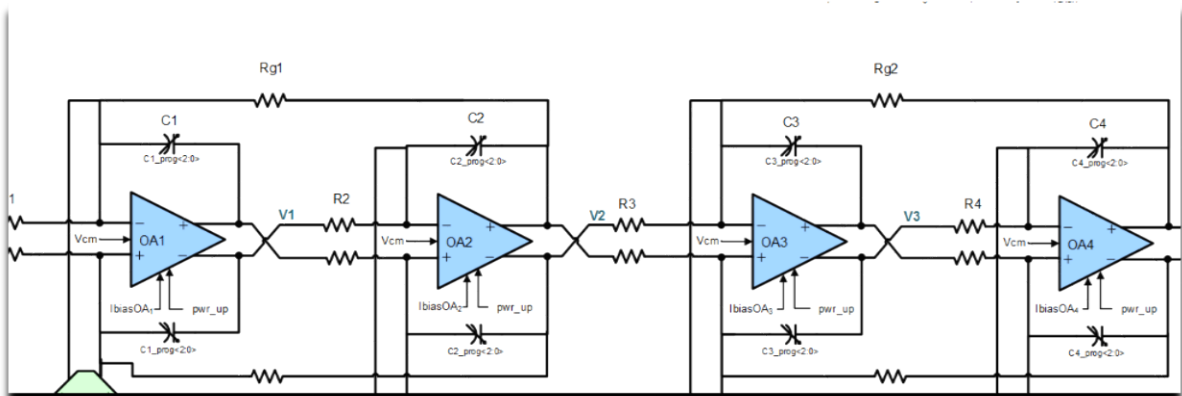 Rg1
Rg2
C1
C2
C3
C4
C1_prog<2:0>
C2_prog<2:0>
C3_prog<2:0>
C4_prog<2:0>
1
V1
R2
V2
R3
V3
R4
Vcm
OA1
Vcm
OA2
Vcm
OA3
Vcm
OA4
IbiasOA₁
pwr_up
IbiasOA₂
pwr_up
IbiasOA₃
pwr_up
IbiasOA₄
pwr_up
C1_prog<2:0>
C2_prog<2:0>
C3_prog<2:0>
C4_prog<2:0>